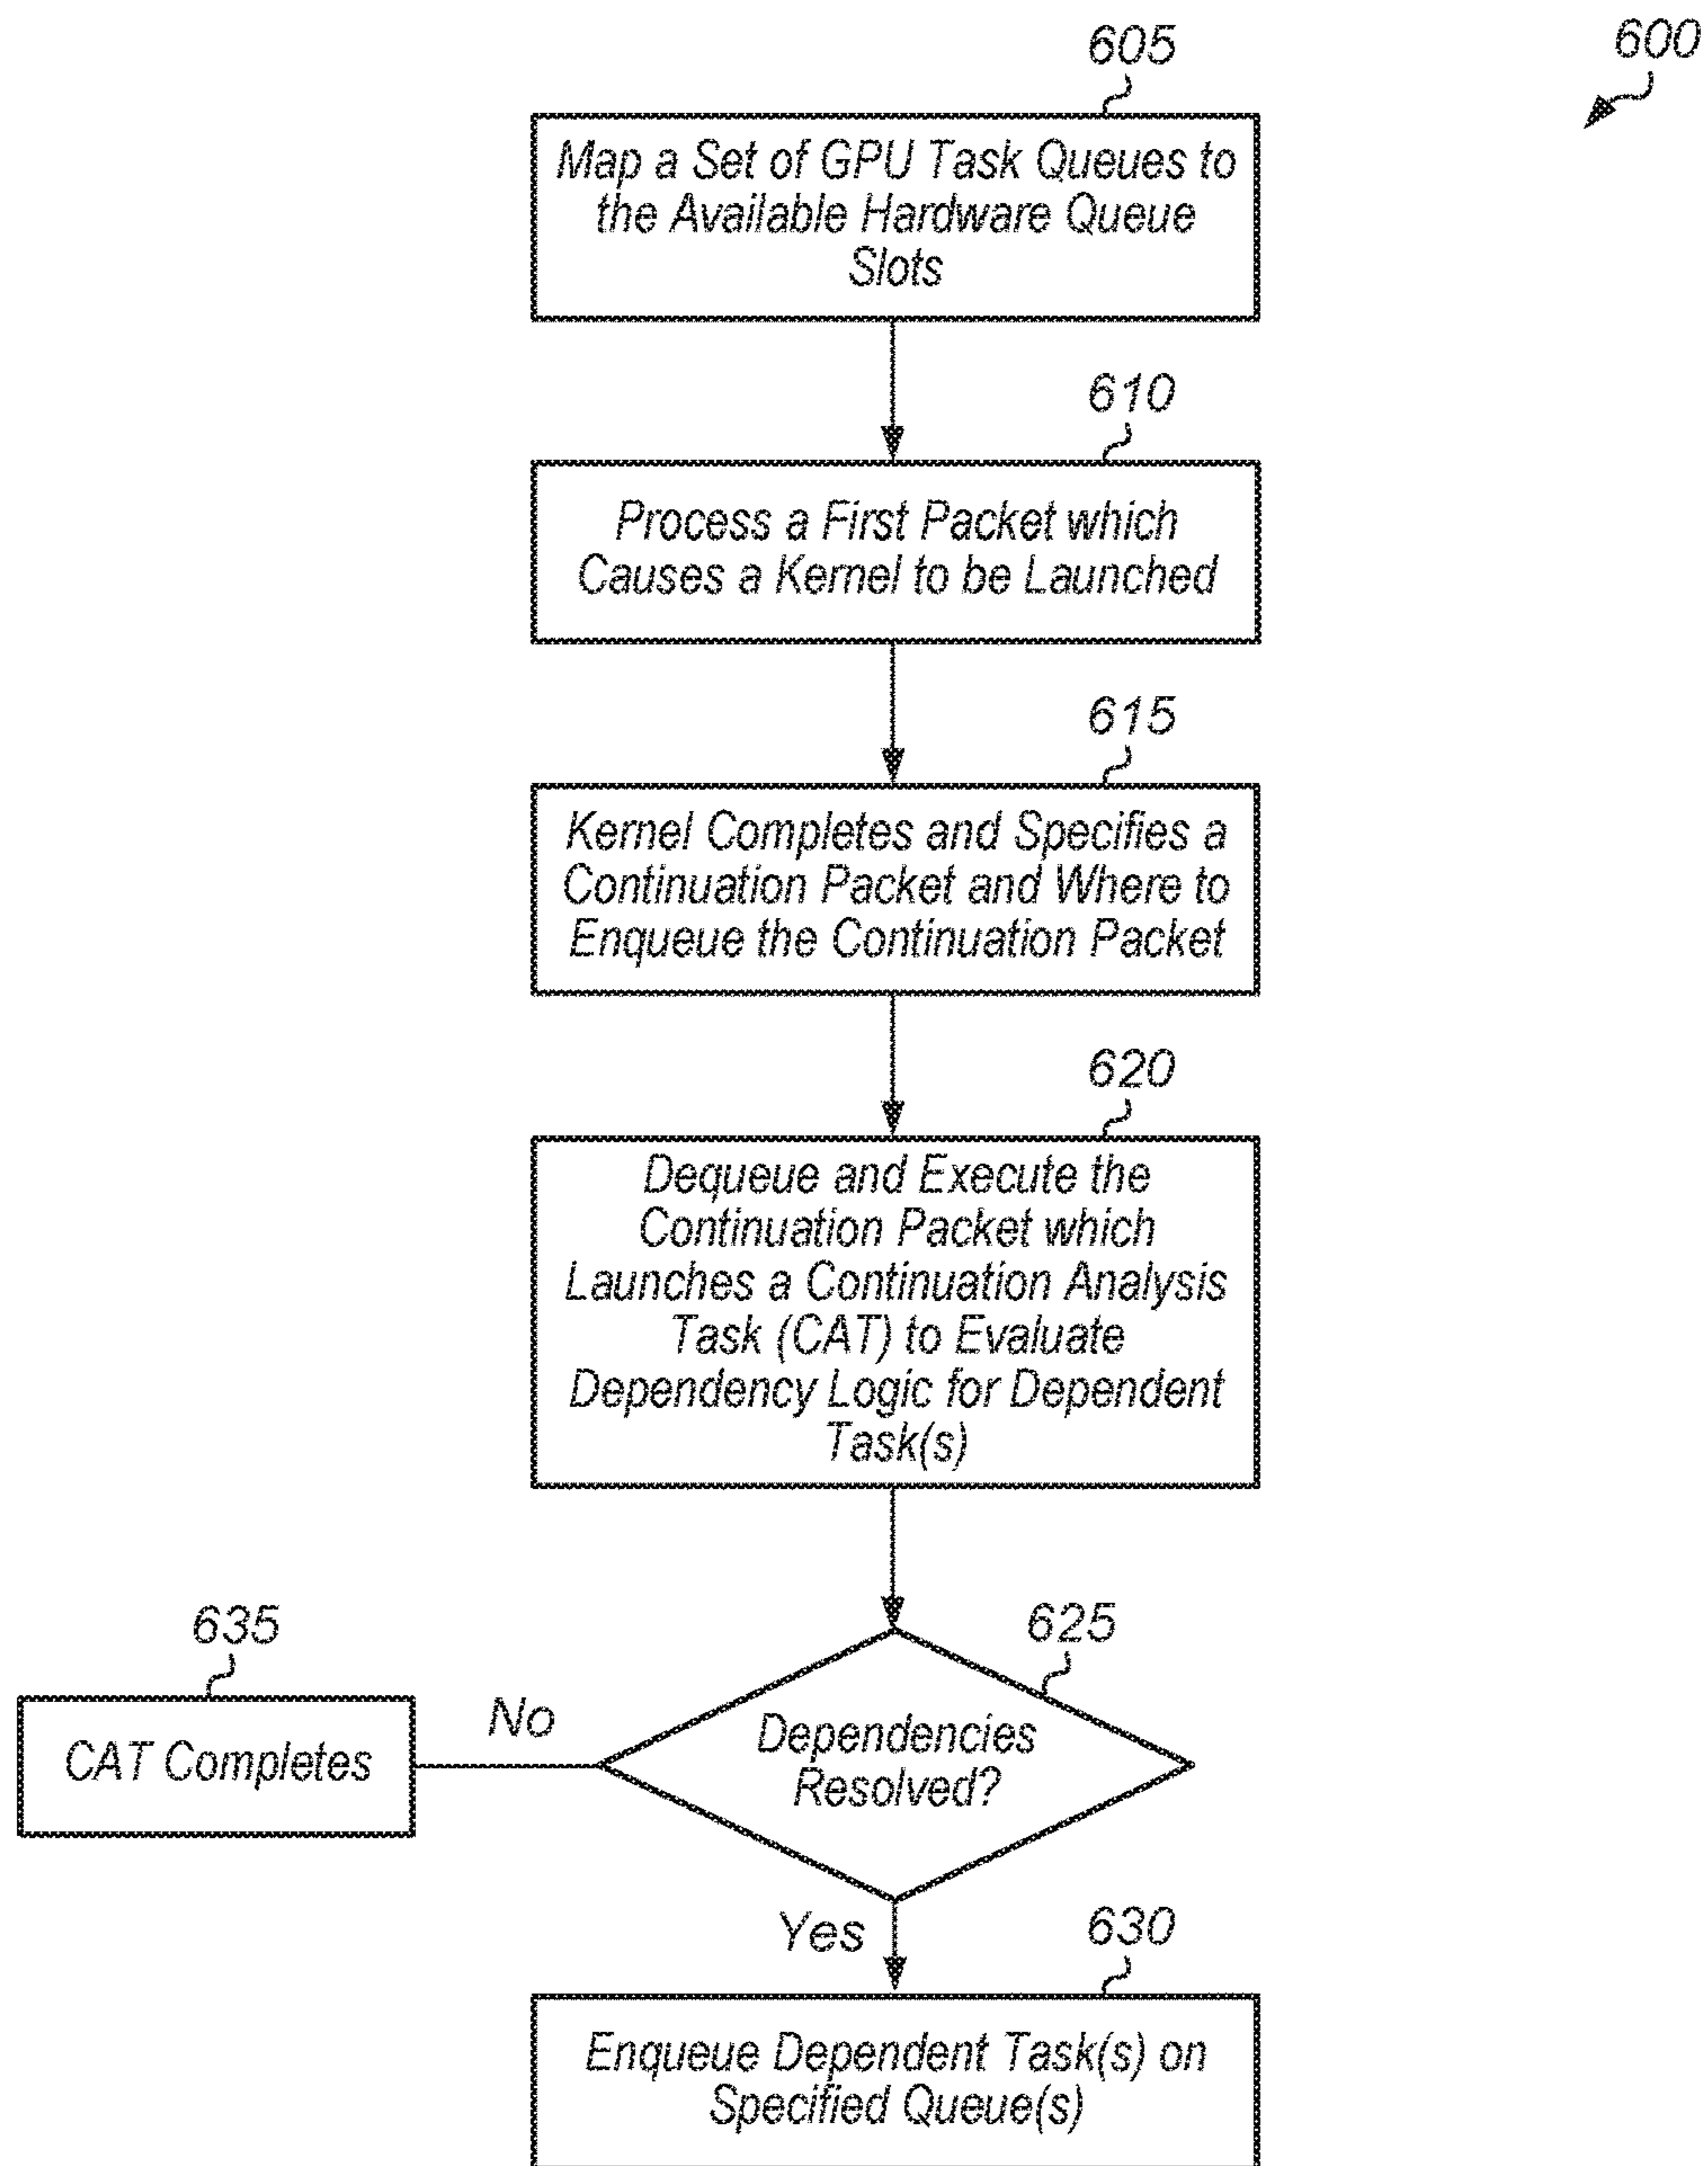 600
605
Map a Set of GPU Task Queues to
the Available Hardware Queue
Slots
610
Process a First Packet which
Causes a Kernel to be Launched
615
Kernel Completes and Specifies a
Continuation Packet and Where to
Enqueue the Continuation Packet
620
Dequeue and Execute the
Continuation Packet which
Launches a Continuation Analysis
Task (CAT) to Evaluate
Dependency Logic for Dependent
Task(s)
625
Dependencies
Resolved?
No
635
CAT Completes
Yes
630
Enqueue Dependent Task(s) on
Specified Queue(s)